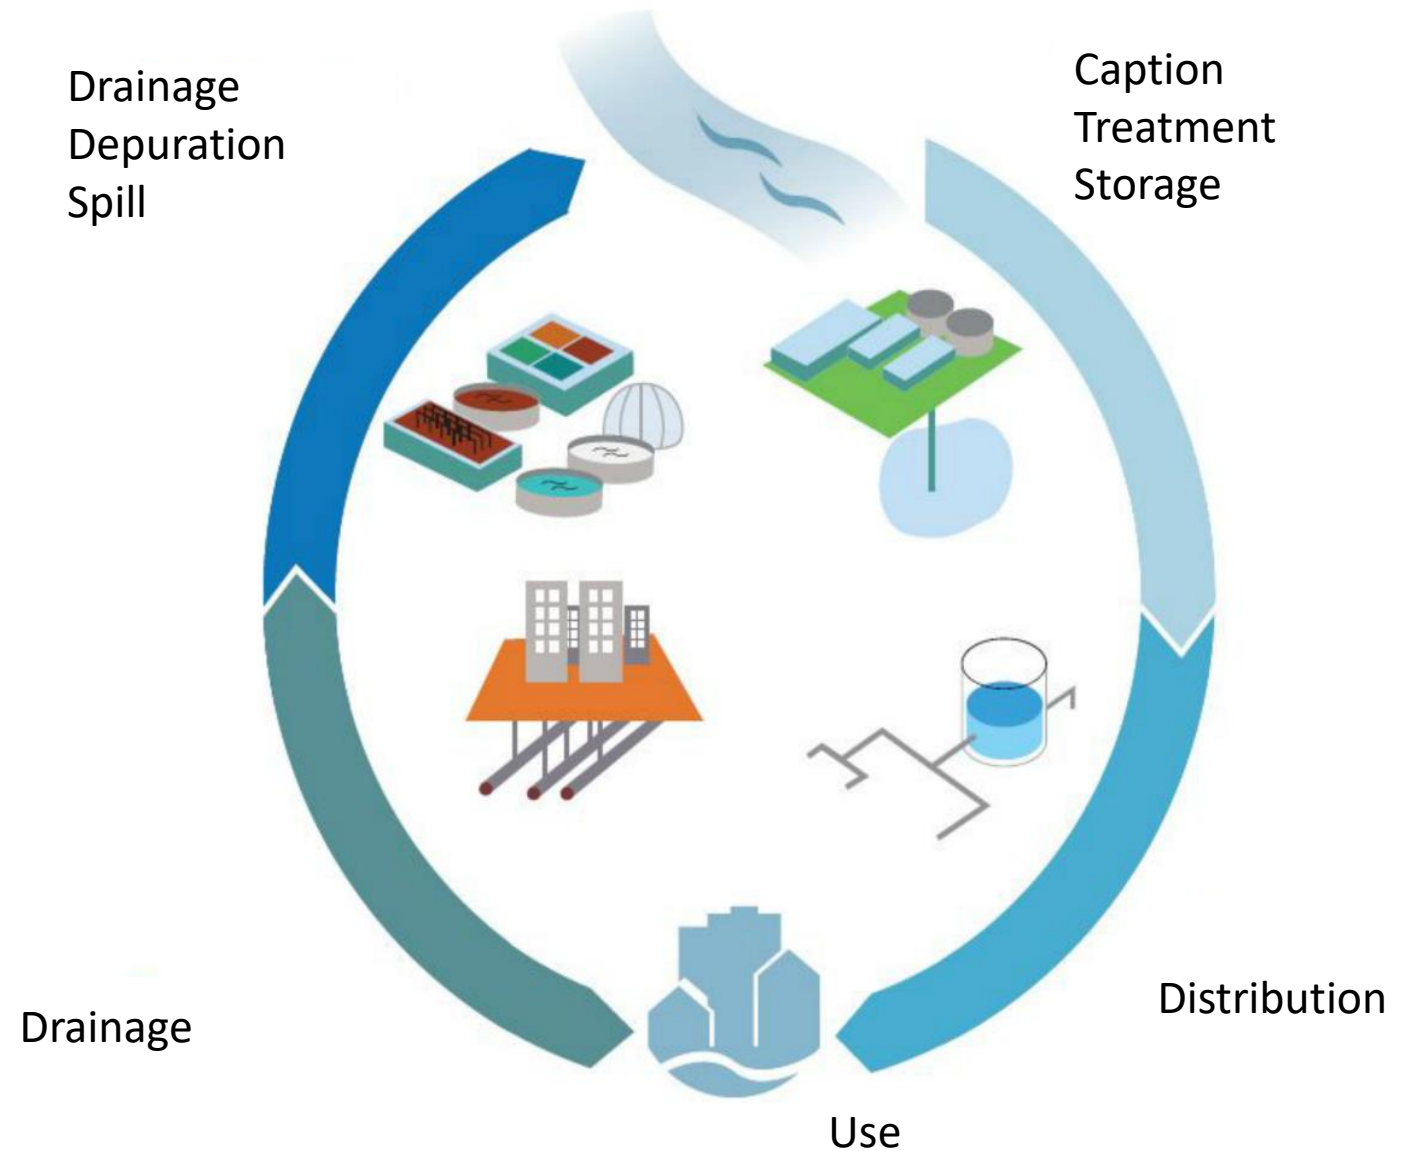 Drainage
Depuration
Spill
Caption
Treatment
Storage
Drainage
Distribution
Use